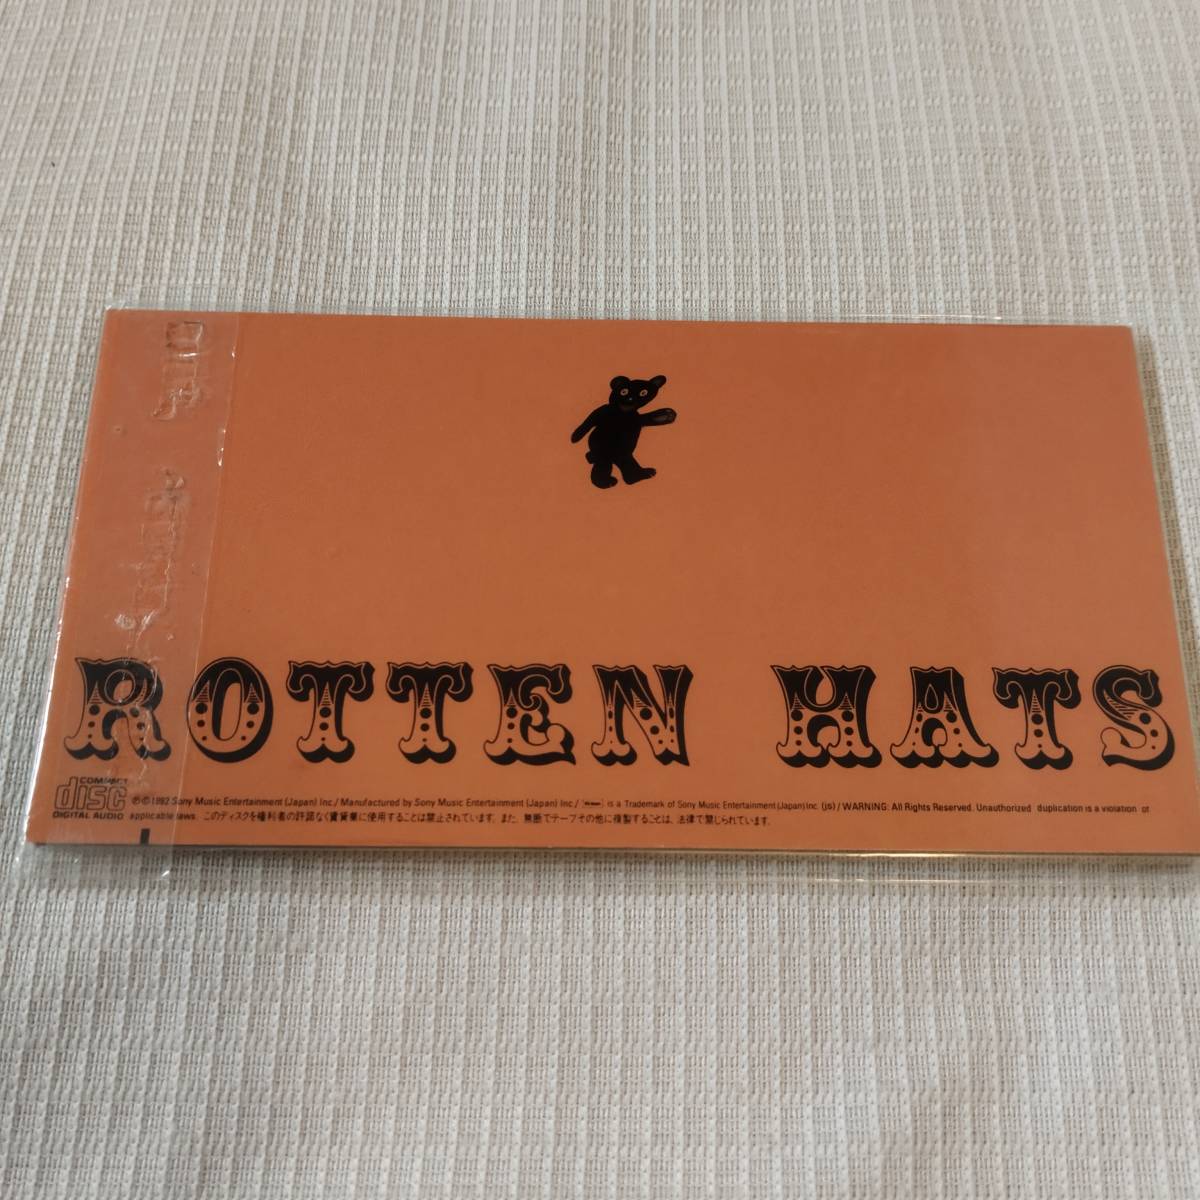 ROTTEN HATS
COMPACT
disc
DIGITAL AUDIO
℗©1992 Sony Music Entertainment (Japan) Inc./Manufactured by Sony Music Entertainment (Japan) Inc./ is a Trademark of Sony Music Entertainment (Japan) Inc. (js)/WARNING: All Rights Reserved. Unauthorized duplication is a violation of
applicable laws. このディスクを権利者の許諾なく賃貸業に使用することは禁止されています。また、無断でテープその他に複製することは、法律で禁じられています。